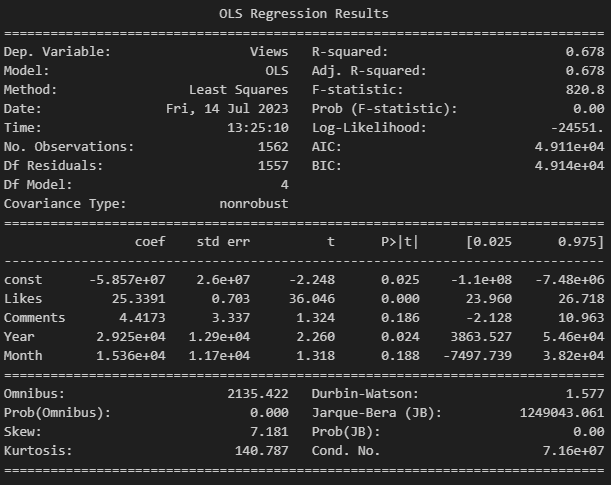 OLS Regression Results
==============================================================================
Dep. Variable:                  Views   R-squared:                       0.678
Model:                            OLS   Adj. R-squared:                  0.678
Method:                 Least Squares   F-statistic:                     820.8
Date:                Fri, 14 Jul 2023   Prob (F-statistic):               0.00
Time:                        13:25:10   Log-Likelihood:                -24551.
No. Observations:                1562   AIC:                         4.911e+04
Df Residuals:                    1557   BIC:                         4.914e+04
Df Model:                           4
Covariance Type:            nonrobust
==============================================================================
                 coef    std err          t      P>|t|      [0.025      0.975]
------------------------------------------------------------------------------
const      -5.857e+07    2.6e+07     -2.248      0.025    -1.1e+08   -7.48e+06
Likes         25.3391      0.703     36.046      0.000      23.960      26.718
Comments       4.4173      3.337      1.324      0.186      -2.128      10.963
Year        2.925e+04   1.29e+04      2.260      0.024    3863.527    5.46e+04
Month       1.536e+04   1.17e+04      1.318      0.188   -7497.739    3.82e+04
==============================================================================
Omnibus:                     2135.422   Durbin-Watson:                   1.577
Prob(Omnibus):                  0.000   Jarque-Bera (JB):          1249043.061
Skew:                           7.181   Prob(JB):                         0.00
Kurtosis:                     140.787   Cond. No.                     7.16e+07
==============================================================================